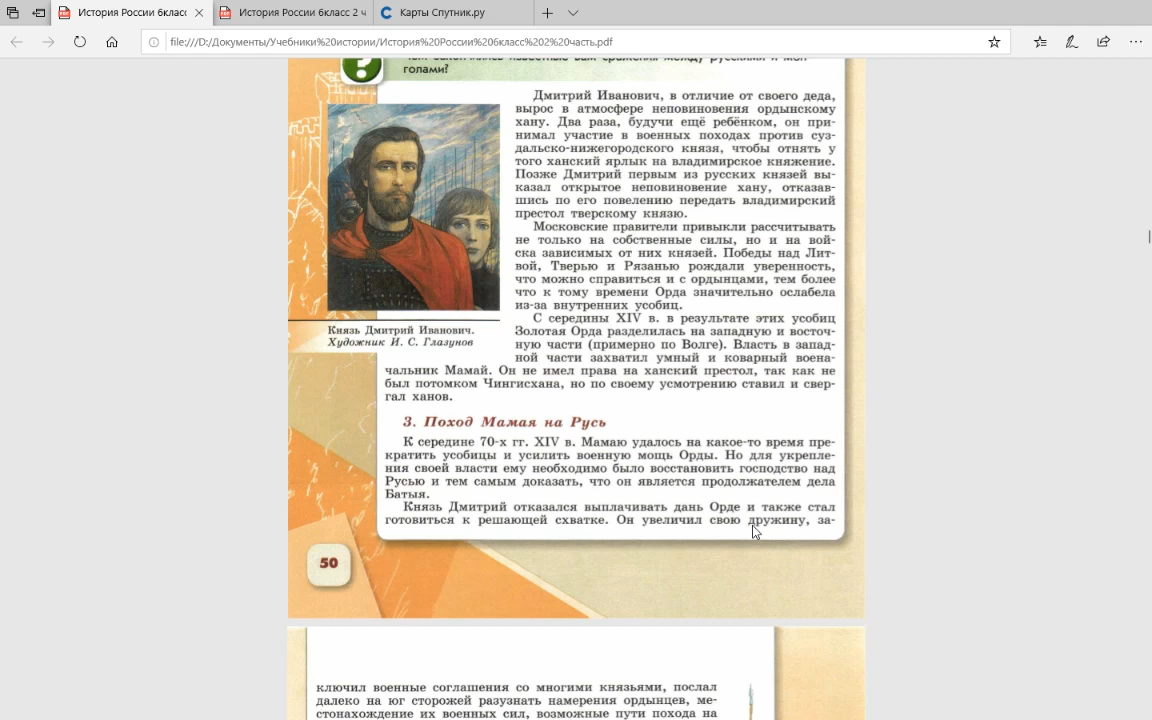 История России 6класс
История России 6класс 2 ч
Карты Спутник.ру
file:///D:/Документы/Учебники%20истории/История%20России%206класс%202%20часть.pdf
голами?
Дмитрий Иванович, в отличие от своего деда,
вырос в атмосфере неповиновения ордынскому
хану. Два раза, будучи ещё ребёнком, он при-
нимал участие в военных походах против суз-
дальско-нижегородского князя, чтобы отнять у
того ханский ярлык на владимирское княжение.
Позже Дмитрий первым из русских князей вы-
казал открытое неповиновение хану, отказав-
шись по его повелению передать владимирский
престол тверскому князю.
Московские правители привыкли рассчитывать
не только на собственные силы, но и на вой-
ска зависимых от них князей. Победы над Лит-
вой, Тверью и Рязанью рождали уверенность,
что можно справиться и с ордынцами, тем более
что к тому времени Орда значительно ослабела
из-за внутренних усобиц.
С середины XIV в. в результате этих усобиц
Золотая Орда разделилась на западную и восточ-
ную части (примерно по Волге). Власть в запад-
ной части захватил умный и коварный воена-
чальник Мамай. Он не имел права на ханский престол, так как не
был потомком Чингисхана, но по своему усмотрению ставил и свер-
гал ханов.
Князь Дмитрий Иванович.
Художник И. С. Глазунов
3. Поход Мамая на Русь
К середине 70-х гг. XIV в. Мамаю удалось на какое-то время пре-
кратить усобицы и усилить военную мощь Орды. Но для укрепле-
ния своей власти ему необходимо было восстановить господство над
Русью и тем самым доказать, что он является продолжателем дела
Батыя.
Князь Дмитрий отказался выплачивать дань Орде и также стал
готовиться к решающей схватке. Он увеличил свою дружину, за-
50
ключил военные соглашения со многими князьями, послал
далеко на юг сторожей разузнать намерения ордынцев, ме-
стонахождение их военных сил, возможные пути похода на